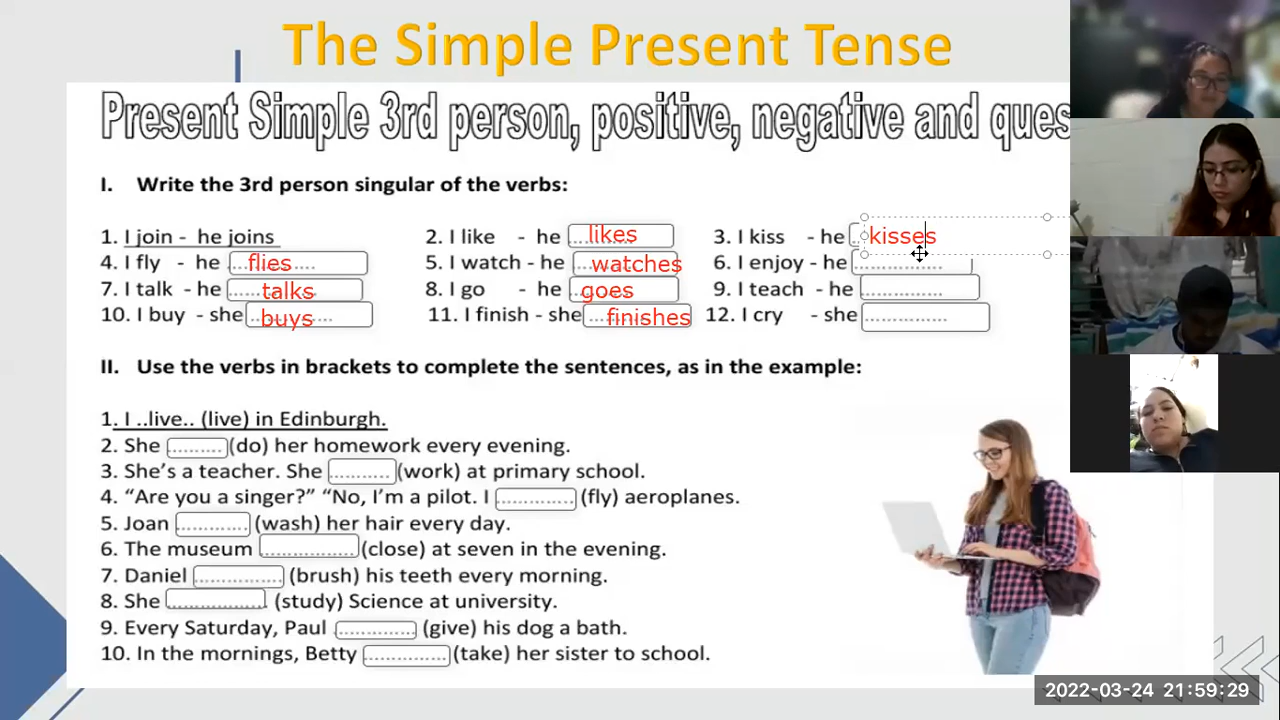 The Simple Present Tense
Present Simple 3rd person, positive, negative and ques
I. Write the 3rd person singular of the verbs:
1. I join - he joins 2. I like - he likes 3. I kiss - he kisses
4. I fly - he flies 5. I watch - he watches 6. I enjoy - he ..............
7. I talk - he talks 8. I go - he goes 9. I teach - he ..............
10. I buy - she buys 11. I finish - she finishes 12. I cry - she ..............
II. Use the verbs in brackets to complete the sentences, as in the example:
1. I ..live.. (live) in Edinburgh.
2. She ......... (do) her homework every evening.
3. She's a teacher. She .......... (work) at primary school.
4. “Are you a singer?” “No, I'm a pilot. I ............ (fly) aeroplanes.
5. Joan ........... (wash) her hair every day.
6. The museum ............... (close) at seven in the evening.
7. Daniel .............. (brush) his teeth every morning.
8. She ............... (study) Science at university.
9. Every Saturday, Paul ............. (give) his dog a bath.
10. In the mornings, Betty ............. (take) her sister to school.
2022-03-24 21:59:29